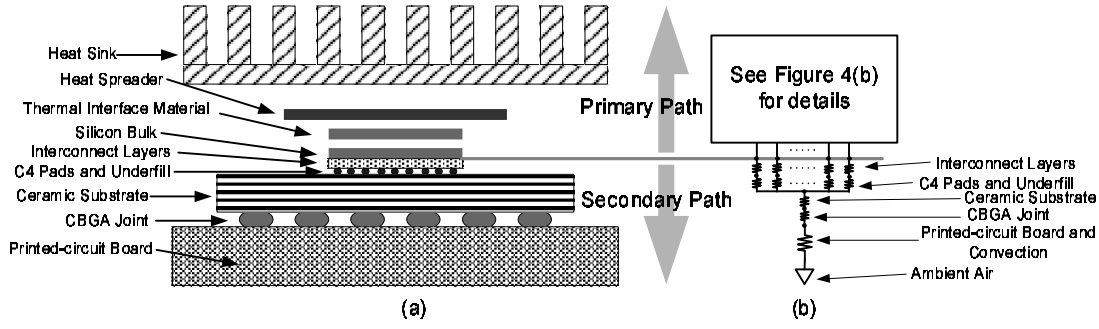 Heat Sink
Heat Spreader
Thermal Interface Material
Silicon Bulk
Interconnect Layers
C4 Pads and Underfill
Ceramic Substrate
CBGA Joint
Printed-circuit Board
(a)
Primary Path
Secondary Path
See Figure 4(b)
for details
Interconnect Layers
C4 Pads and Underfill
Ceramic Substrate
CBGA Joint
Printed-circuit Board and
Convection
Ambient Air
(b)